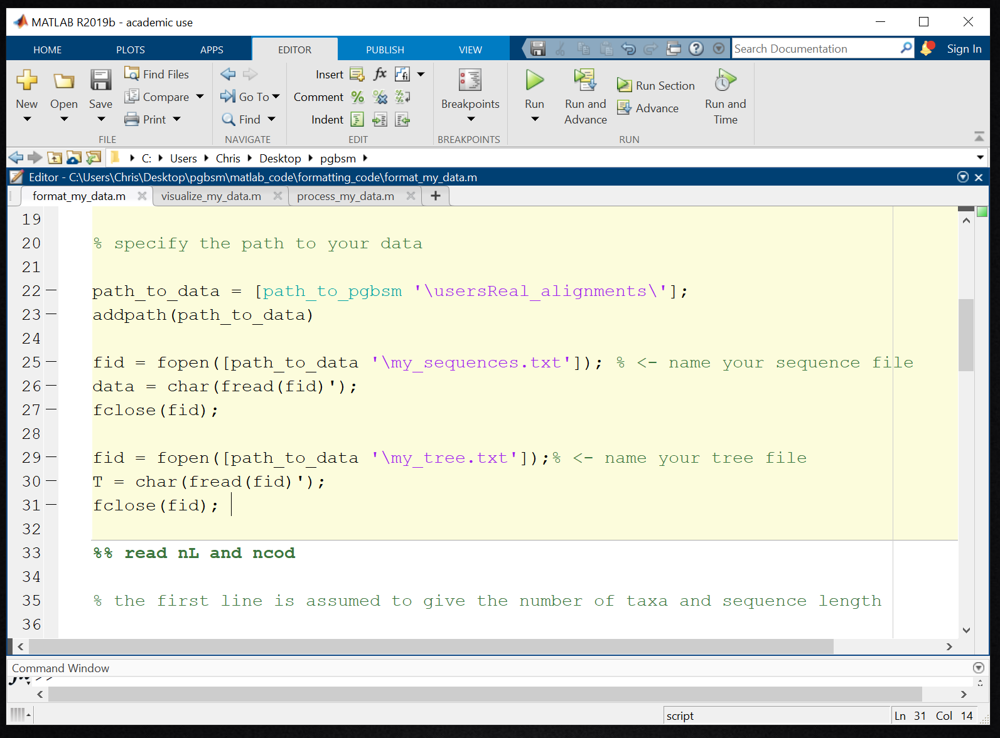 MATLAB R2019b - academic use
HOME PLOTS APPS EDITOR PUBLISH VIEW Search Documentation Sign In
New Open Save Find Files Compare Print FILE
Go To Find NAVIGATE
Insert fx fi Comment Indent EDIT
Breakpoints BREAKPOINTS
Run Run and Advance Run Section Advance Run and Time RUN
C: Users Chris Desktop pgbsm
Editor - C:\Users\Chris\Desktop\pgbsm\matlab_code\formatting_code\format_my_data.m
format_my_data.m visualize_my_data.m process_my_data.m +
19
20 % specify the path to your data
21
22 path_to_data = [path_to_pgbsm '\usersReal_alignments\'];
23 addpath(path_to_data)
24
25 fid = fopen([path_to_data '\my_sequences.txt']); % <- name your sequence file
26 data = char(fread(fid)');
27 fclose(fid);
28
29 fid = fopen([path_to_data '\my_tree.txt']);% <- name your tree file
30 T = char(fread(fid)');
31 fclose(fid);
32
33 %% read nL and ncod
34
35 % the first line is assumed to give the number of taxa and sequence length
36
Command Window
script Ln 31 Col 14